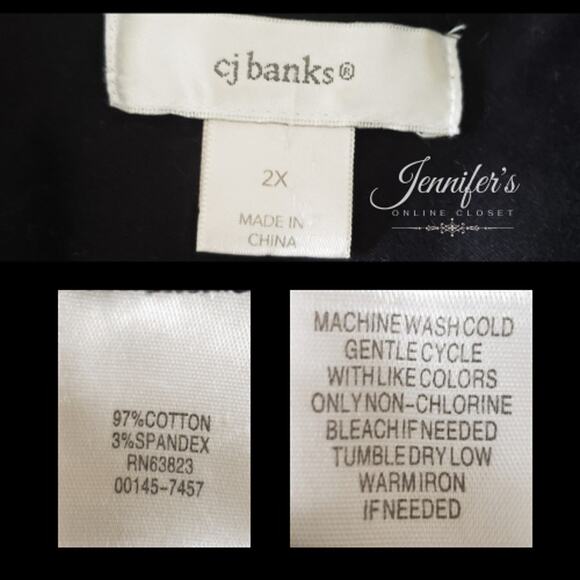 cj banks®
2X
MADE IN
CHINA
Jennifer's
ONLINE CLOSET
97%COTTON
3%SPANDEX
RN63823
00145-7457
MACHINE WASH COLD
GENTLE CYCLE
WITH LIKE COLORS
ONLY NON-CHLORINE
BLEACH IF NEEDED
TUMBLE DRY LOW
WARM IRON
IF NEEDED